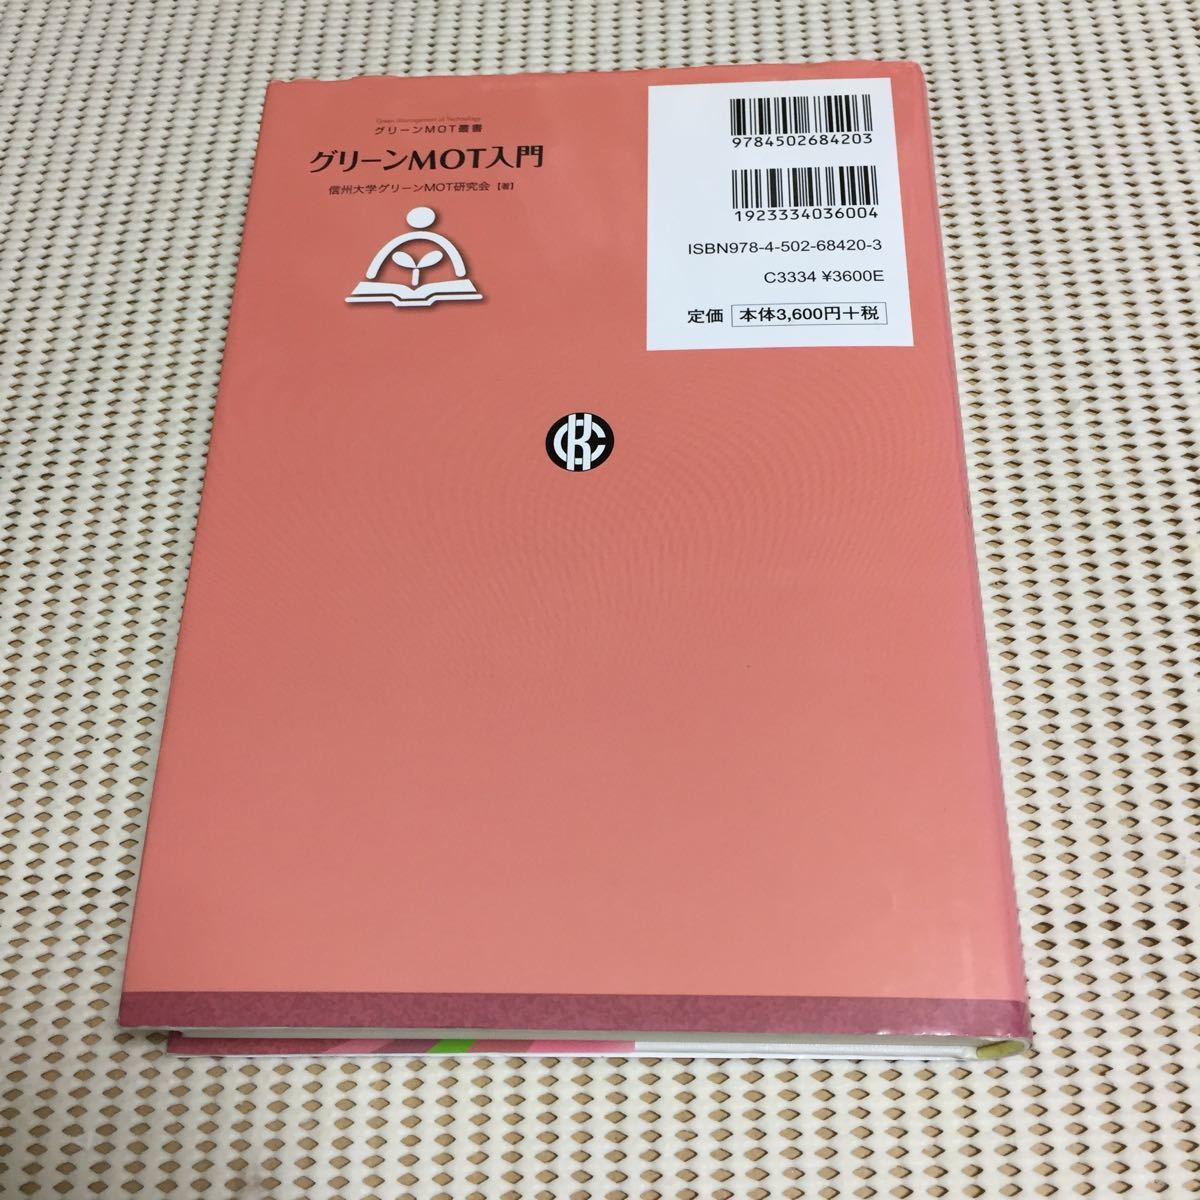 Green Management of Technology
グリーンMOT叢書
グリーンMOT入門
信州大学グリーンMOT研究会【著】
9784502684203
1923334036004
ISBN978-4-502-68420-3
C3334 ¥3600E
定価 本体3,600円+税